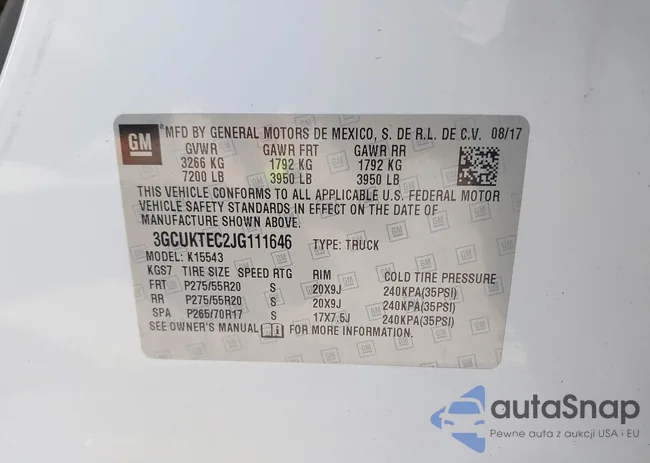 GM
MFD BY GENERAL MOTORS DE MEXICO, S. DE R.L. DE C.V. 08/17
GVWR GAWR FRT GAWR RR
3266 KG 1792 KG 1792 KG
7200 LB 3950 LB 3950 LB
THIS VEHICLE CONFORMS TO ALL APPLICABLE U.S. FEDERAL MOTOR
VEHICLE SAFETY STANDARDS IN EFFECT ON THE DATE OF
MANUFACTURE SHOWN ABOVE.
3GCUKTEC2JG111646 TYPE: TRUCK
MODEL: K15543
KGS7 TIRE SIZE SPEED RTG RIM COLD TIRE PRESSURE
FRT P275/55R20 S 20X9J 240KPA(35PSI)
RR P275/55R20 S 20X9J 240KPA(35PSI)
SPA P265/70R17 S 17X7.5J 240KPA(35PSI)
SEE OWNER'S MANUAL FOR MORE INFORMATION.
autaSnap
Pewne auta z aukcji USA i EU